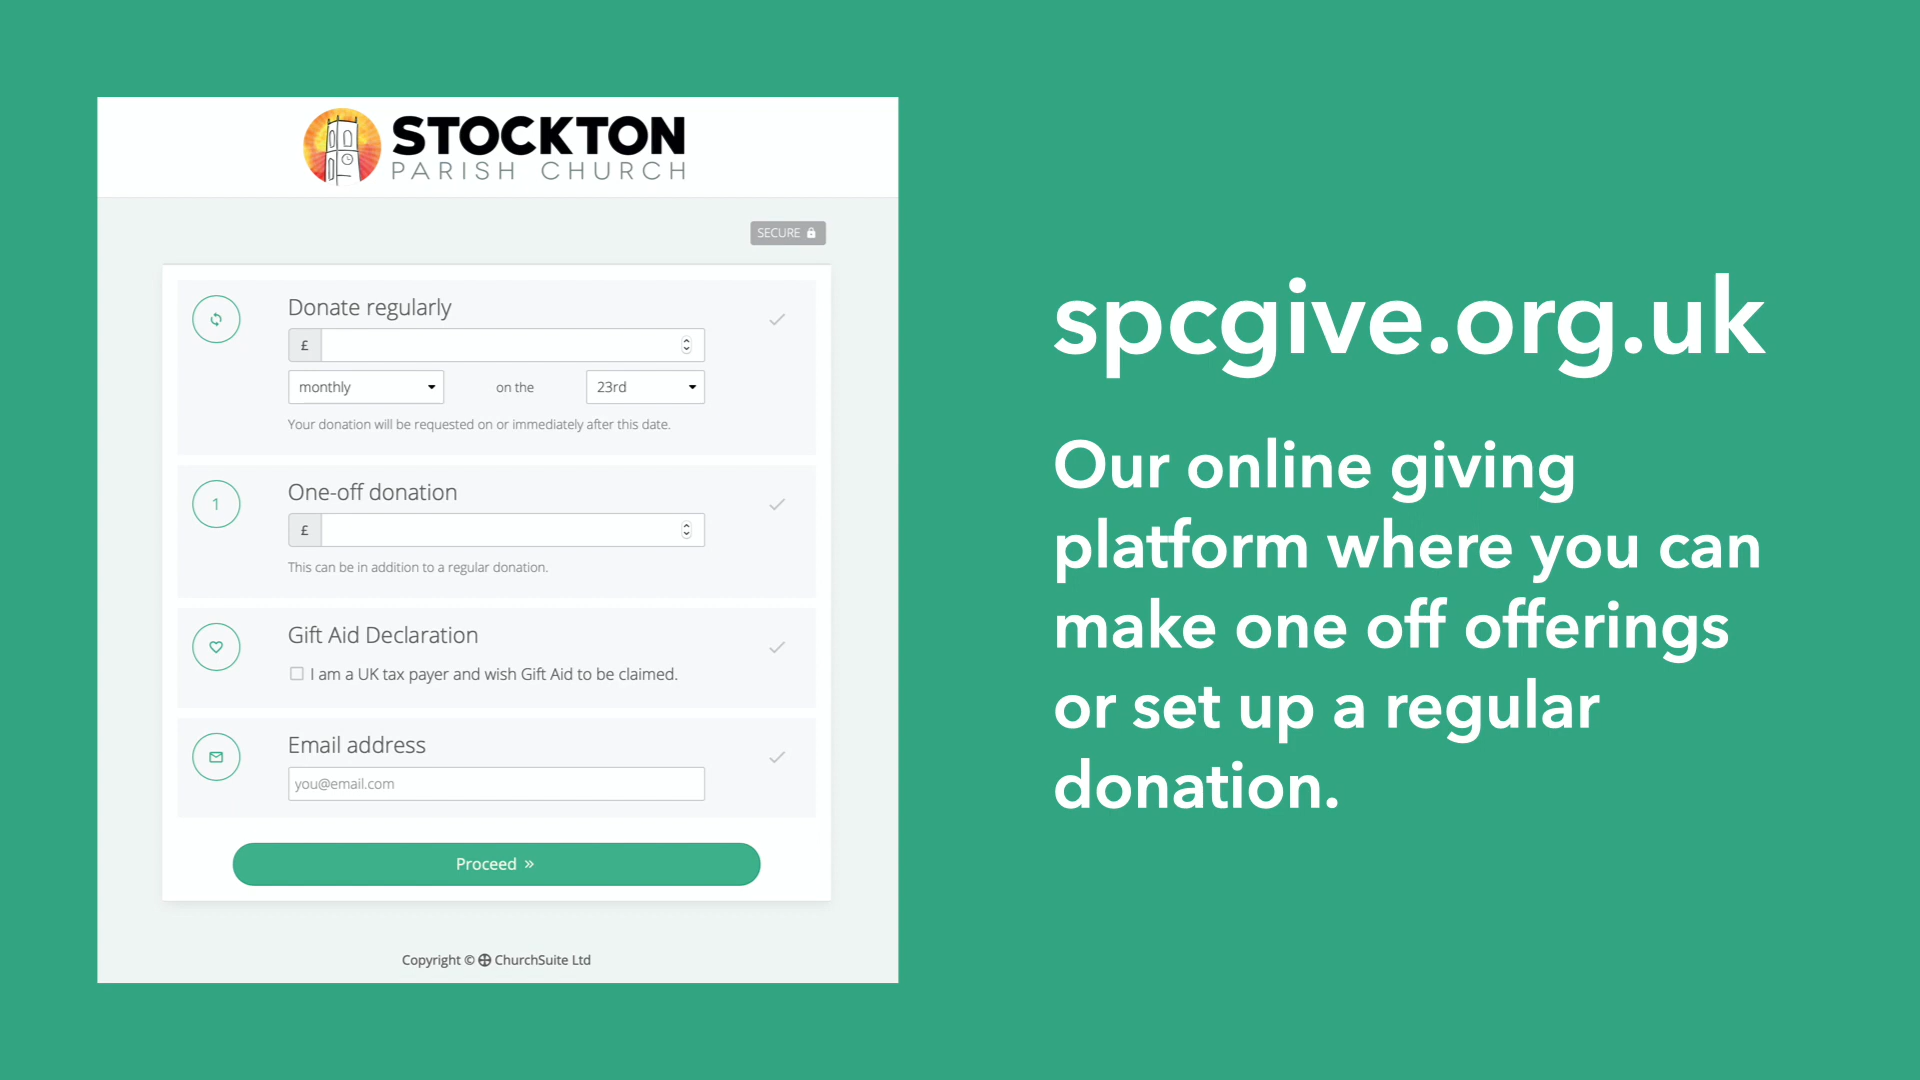 STOCKTON
PARISH CHURCH
SECURE
Donate regularly
£
monthly on the 23rd
Your donation will be requested on or immediately after this date.
1
One-off donation
£
This can be in addition to a regular donation.
Gift Aid Declaration
I am a UK tax payer and wish Gift Aid to be claimed.
Email address
you@email.com
Proceed »
Copyright © ChurchSuite Ltd
spcgive.org.uk
Our online giving
platform where you can
make one off offerings
or set up a regular
donation.